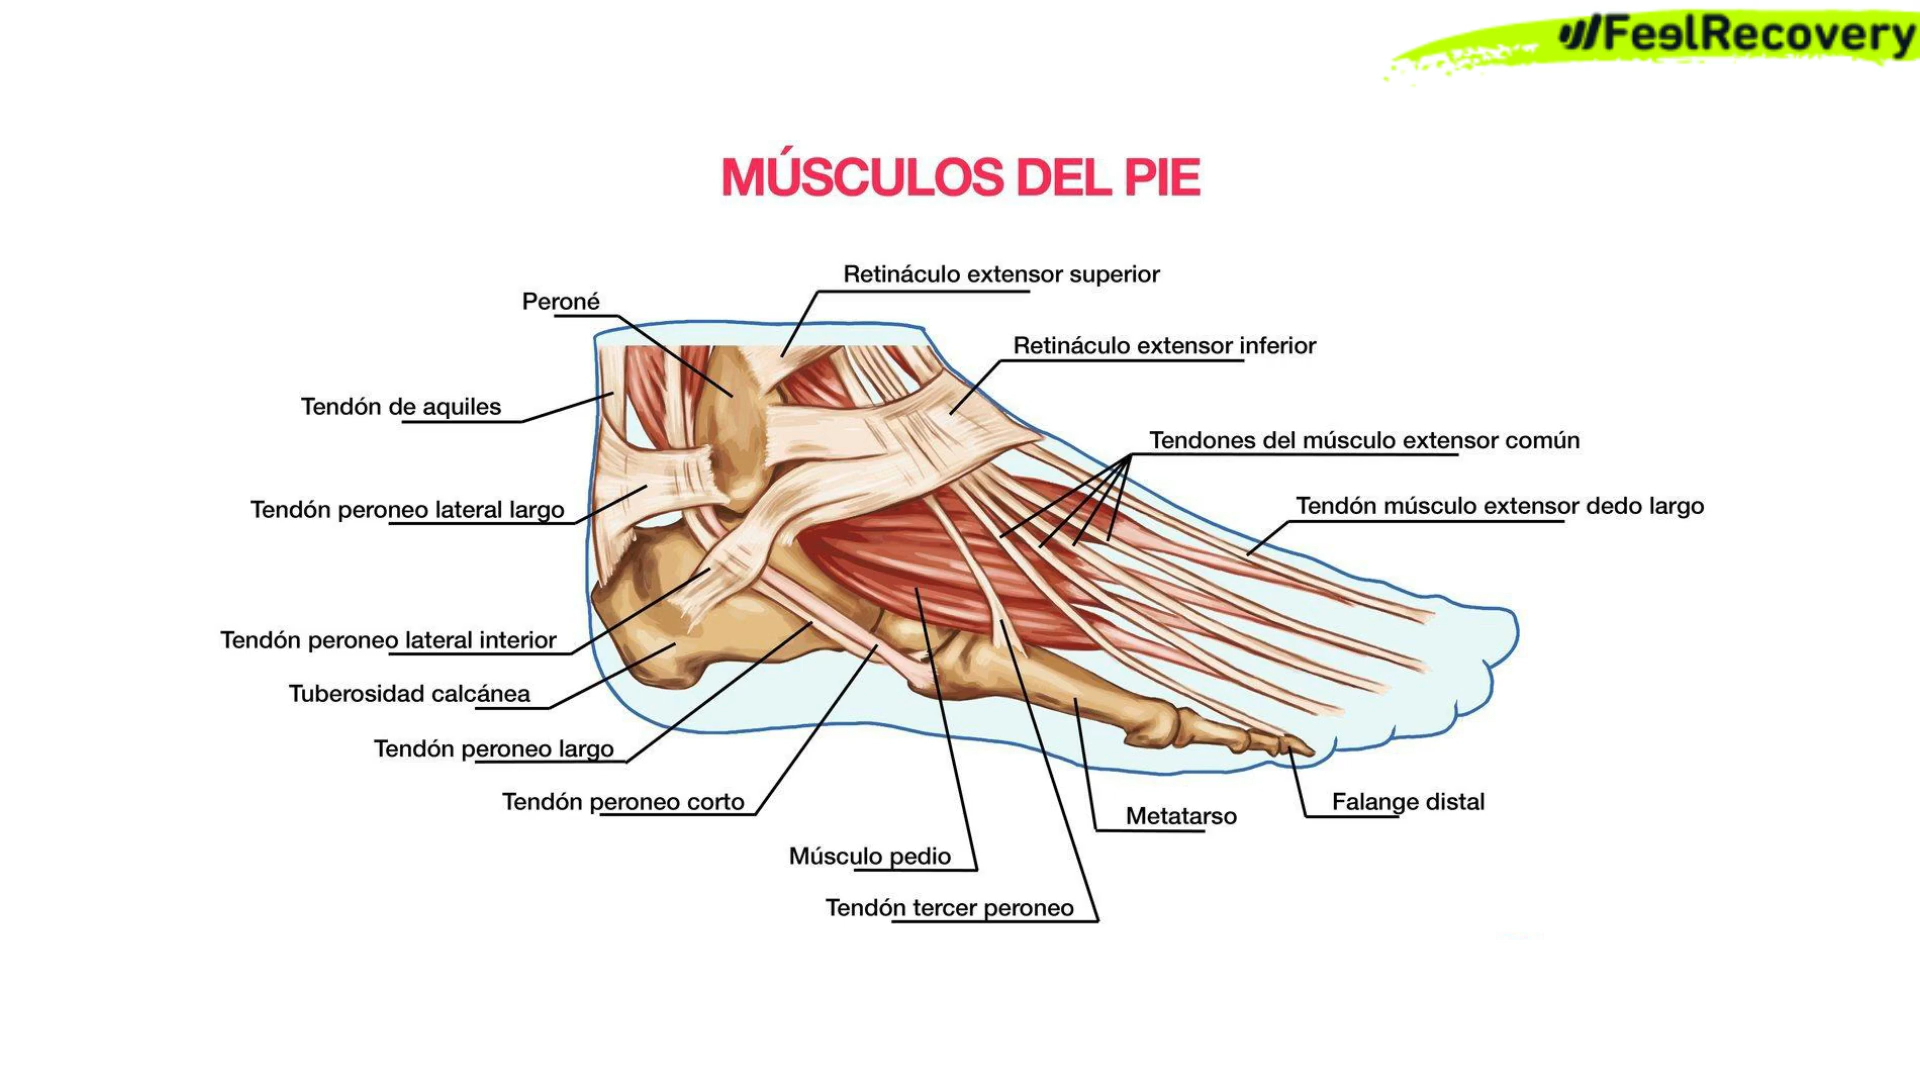 FeelRecovery
MÚSCULOS DEL PIE
Retináculo extensor superior
Peroné
Retináculo extensor inferior
Tendón de aquiles
Tendones del músculo extensor común
Tendón músculo extensor dedo largo
Tendón peroneo lateral largo
Tendón peroneo lateral interior
Tuberosidad calcánea
Tendón peroneo largo
Tendón peroneo corto
Falange distal
Metatarso
Músculo pedio
Tendón tercer peroneo